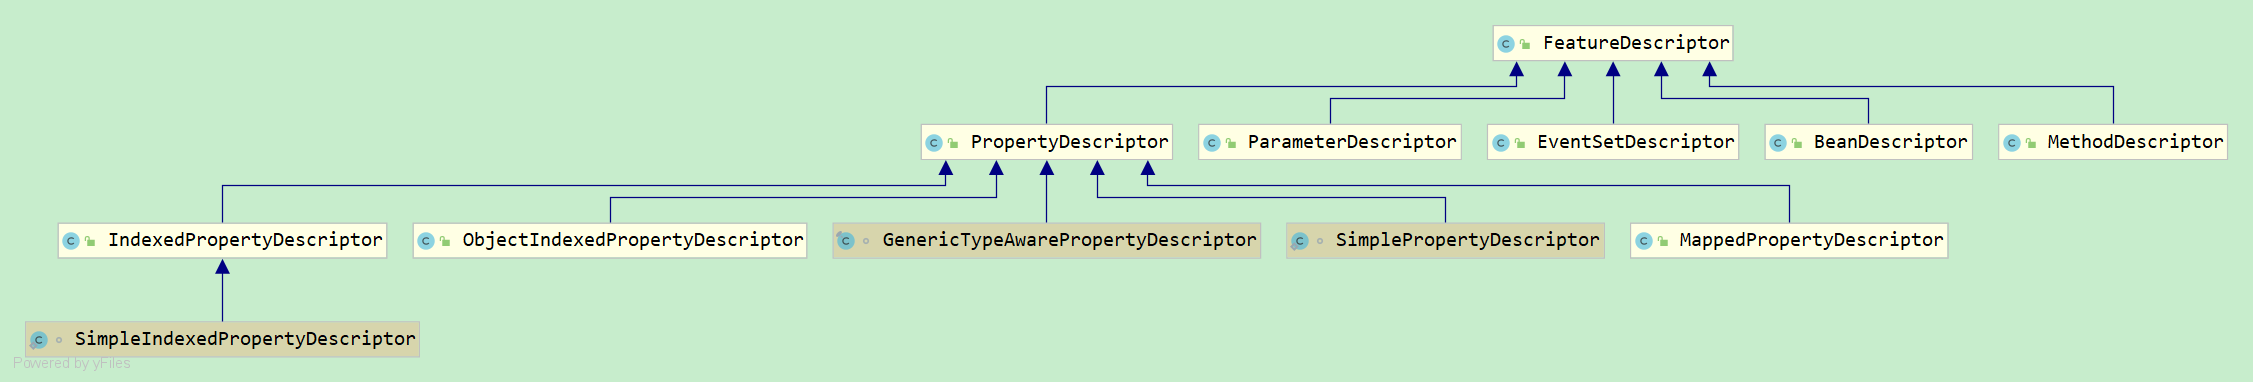 FeatureDescriptor
PropertyDescriptor
ParameterDescriptor
EventSetDescriptor
BeanDescriptor
MethodDescriptor
IndexedPropertyDescriptor
ObjectIndexedPropertyDescriptor
GenericTypeAwarePropertyDescriptor
SimplePropertyDescriptor
MappedPropertyDescriptor
SimpleIndexedPropertyDescriptor
Powered by yFiles